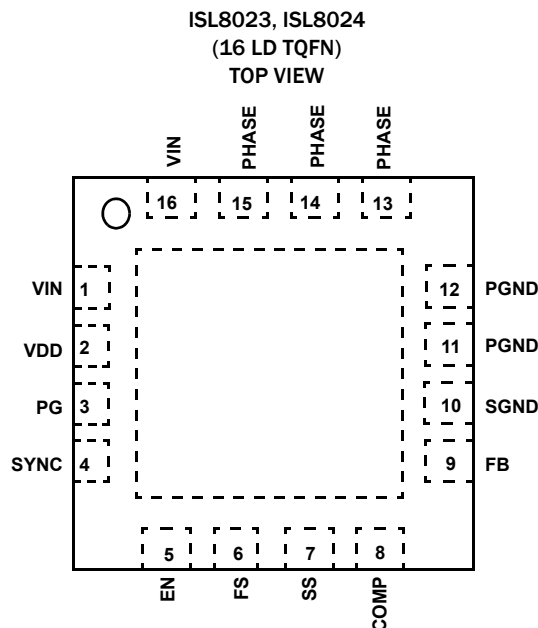 ISL8023, ISL8024
(16 LD TQFN)
TOP VIEW
VIN PHASE PHASE PHASE
16 15 14 13
VIN 1 12 PGND
VDD 2 11 PGND
PG 3 10 SGND
SYNC 4 9 FB
5 6 7 8
EN FS SS COMP